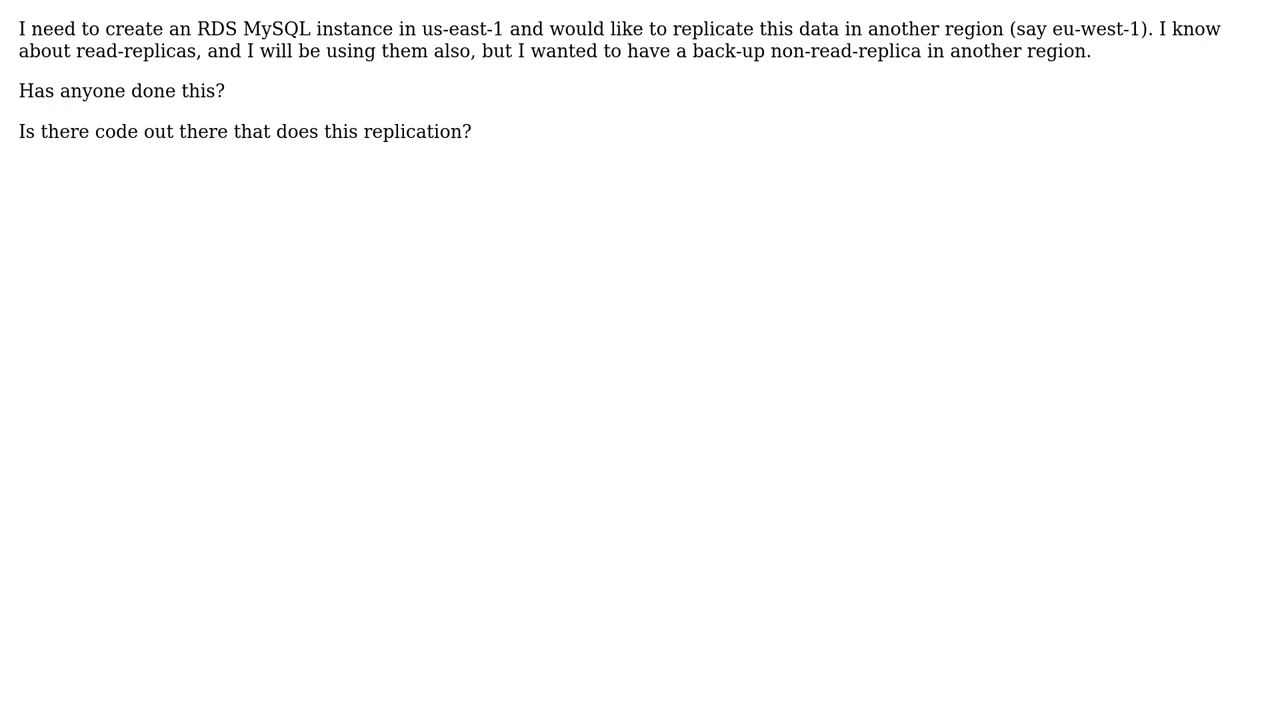 I need to create an RDS MySQL instance in us-east-1 and would like to replicate this data in another region (say eu-west-1). I know
about read-replicas, and I will be using them also, but I wanted to have a back-up non-read-replica in another region.
Has anyone done this?
Is there code out there that does this replication?